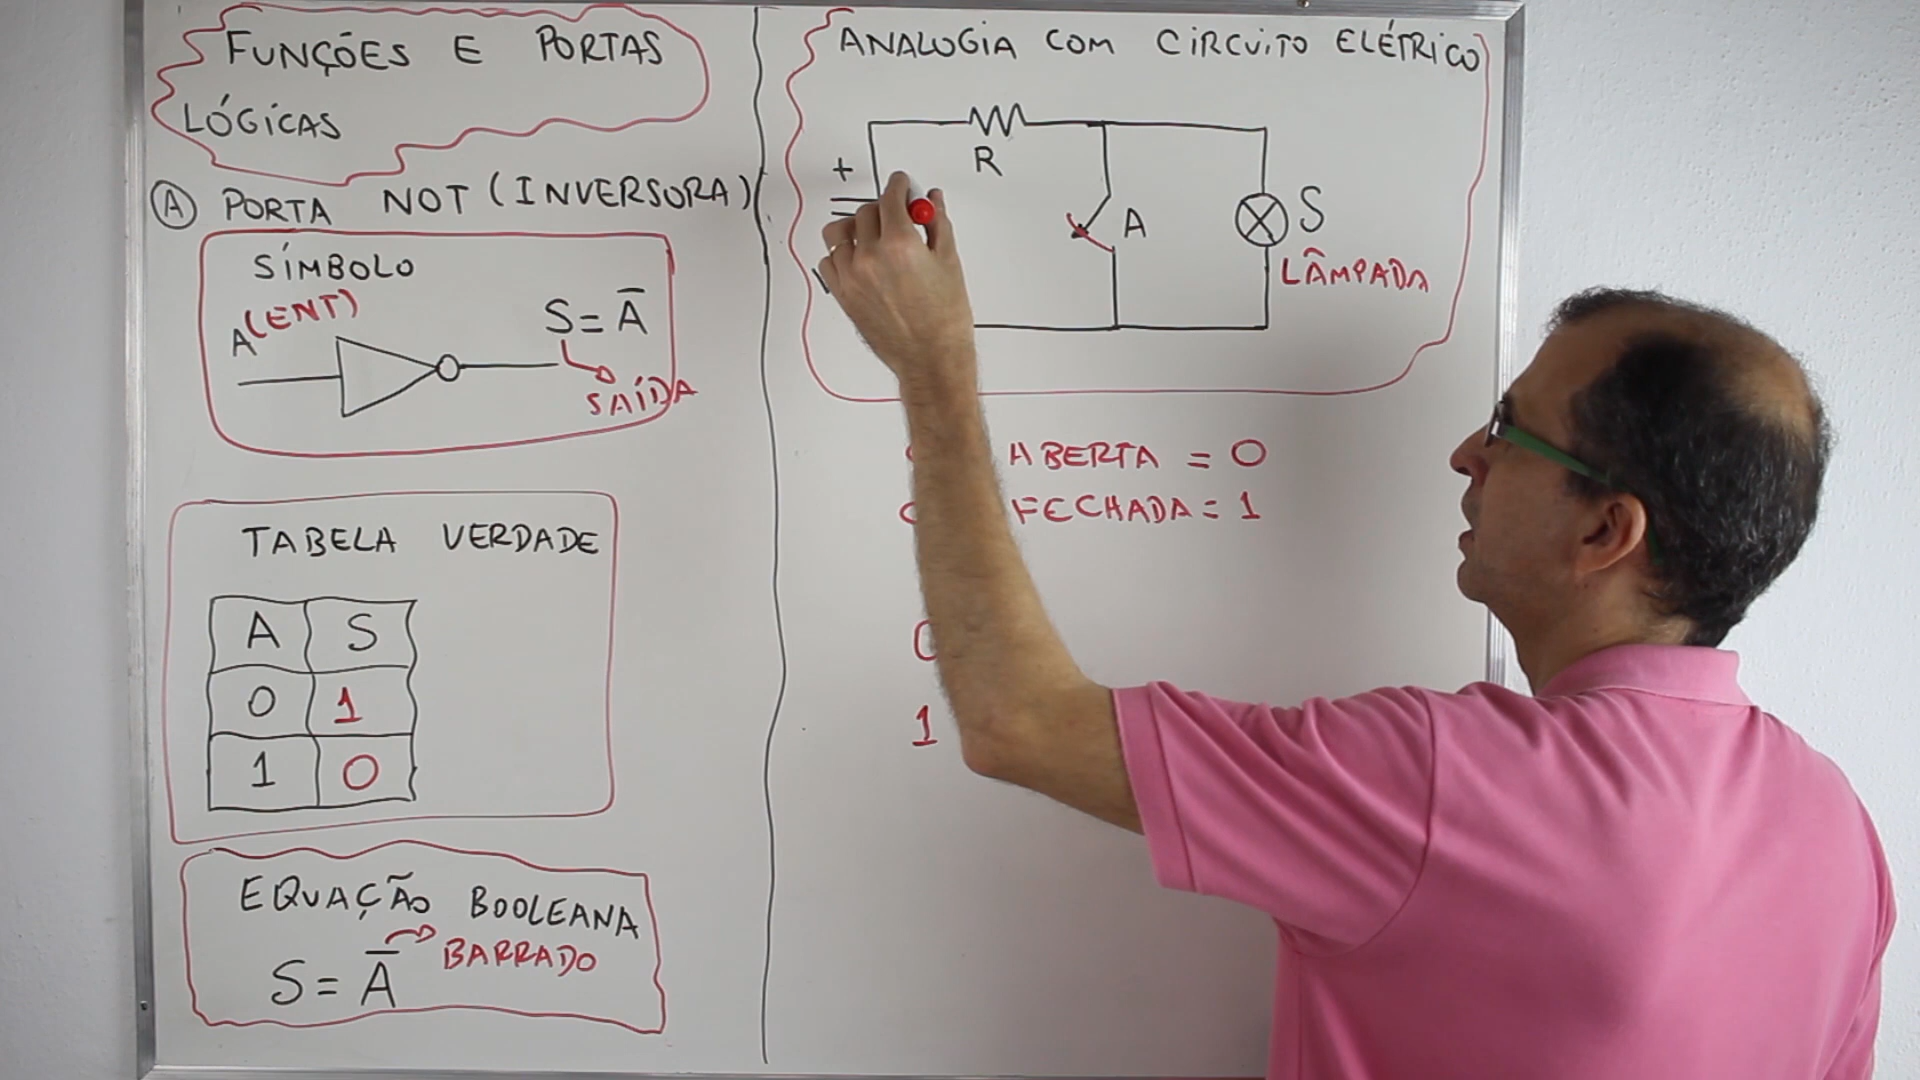 FUNÇÕES E PORTAS
LÓGICAS
A PORTA NOT (INVERSORA)
SÍMBOLO
A (ENT)
S = A̅
SAÍDA
TABELA VERDADE
A S
0 1
1 0
EQUAÇÃO BOOLEANA
S = A̅ BARRADO
ANALOGIA COM CIRCUITO ELÉTRICO
+
R
A
S
LÂMPADA
ABERTA = 0
FECHADA = 1
0
1